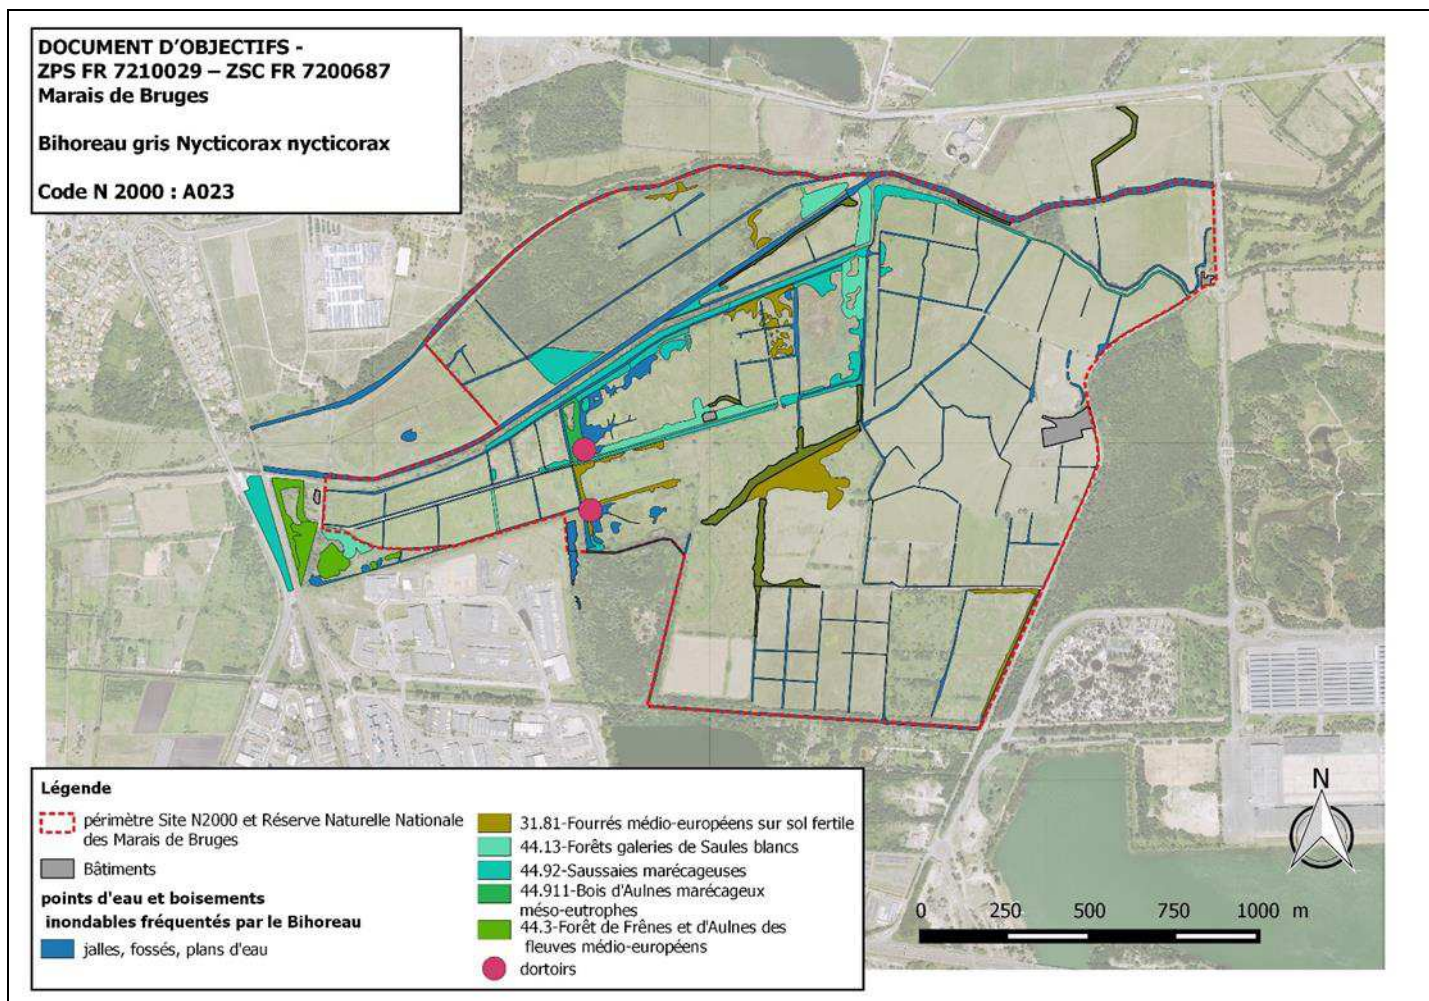 DOCUMENT D'OBJECTIFS -
ZPS FR 7210029 – ZSC FR 7200687
Marais de Bruges
Bihoreau gris Nycticorax nycticorax
Code N 2000 : A023
Légende
périmètre Site N2000 et Réserve Naturelle Nationale
des Marais de Bruges
Bâtiments
points d'eau et boisements
inondables fréquentés par le Bihoreau
jalles, fossés, plans d'eau
31.81-Fourrés médio-européens sur sol fertile
44.13-Forêts galeries de Saules blancs
44.92-Saussaies marécageuses
44.911-Bois d'Aulnes marécageux
méso-eutrophes
44.3-Forêt de Frênes et d'Aulnes des
fleuves médio-européens
dortoirs
N
0 250 500 750 1000 m